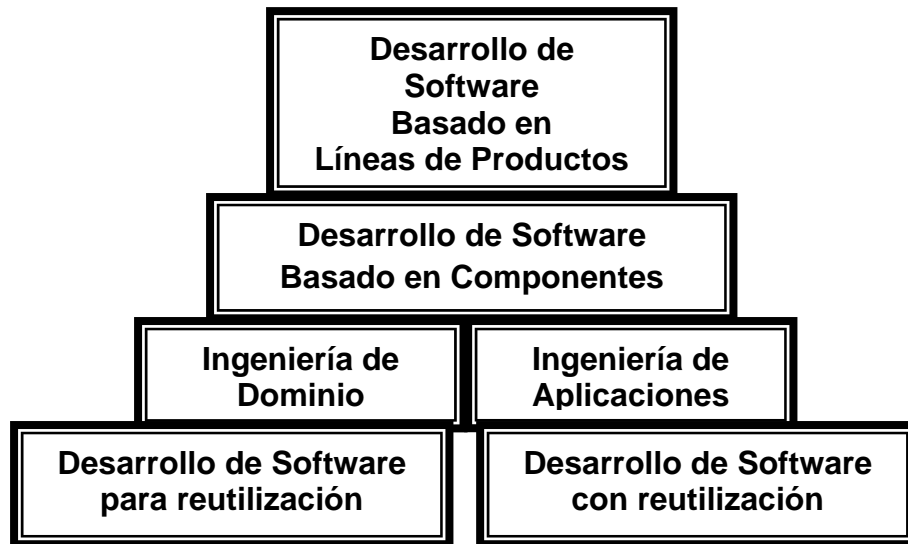 Desarrollo de
Software
Basado en
Líneas de Productos
Desarrollo de Software
Basado en Componentes
Ingeniería de
Dominio
Ingeniería de
Aplicaciones
Desarrollo de Software
para reutilización
Desarrollo de Software
con reutilización